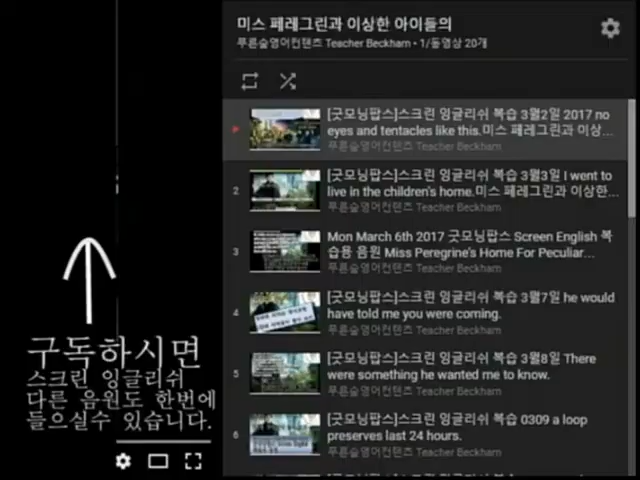 미스 페레그린과 이상한 아이들의
푸른숲영어컨텐츠 Teacher Beckham • 1/동영상 20개
[굿모닝팝스]스크린 잉글리쉬 복습 3월2일 2017 no
eyes and tentacles like this.미스 페레그린과 이상...
푸른숲영어컨텐츠 Teacher Beckham
2
[굿모닝팝스]스크린 잉글리쉬 복습 3월3일 I went to
live in the children's home.미스 페레그린과 이상한...
푸른숲영어컨텐츠 Teacher Beckham
3
Mon March 6th 2017 굿모닝팝스 Screen English 복
습용 음원 Miss Peregrine's Home For Peculiar...
푸른숲영어컨텐츠 Teacher Beckham
4
[굿모닝팝스]스크린 잉글리쉬 복습 3월7일 he would
have told me you were coming.
푸른숲영어컨텐츠 Teacher Beckham
5
[굿모닝팝스]스크린 잉글리쉬 복습 3월8일 There
were something he wanted me to know.
푸른숲영어컨텐츠 Teacher Beckham
6
[굿모닝팝스]스크린 잉글리쉬 복습 0309 a loop
preserves last 24 hours.
푸른숲영어컨텐츠 Teacher Beckham
구독하시면
스크린 잉글리쉬
다른 음원도 한번에
들으실수 있습니다.